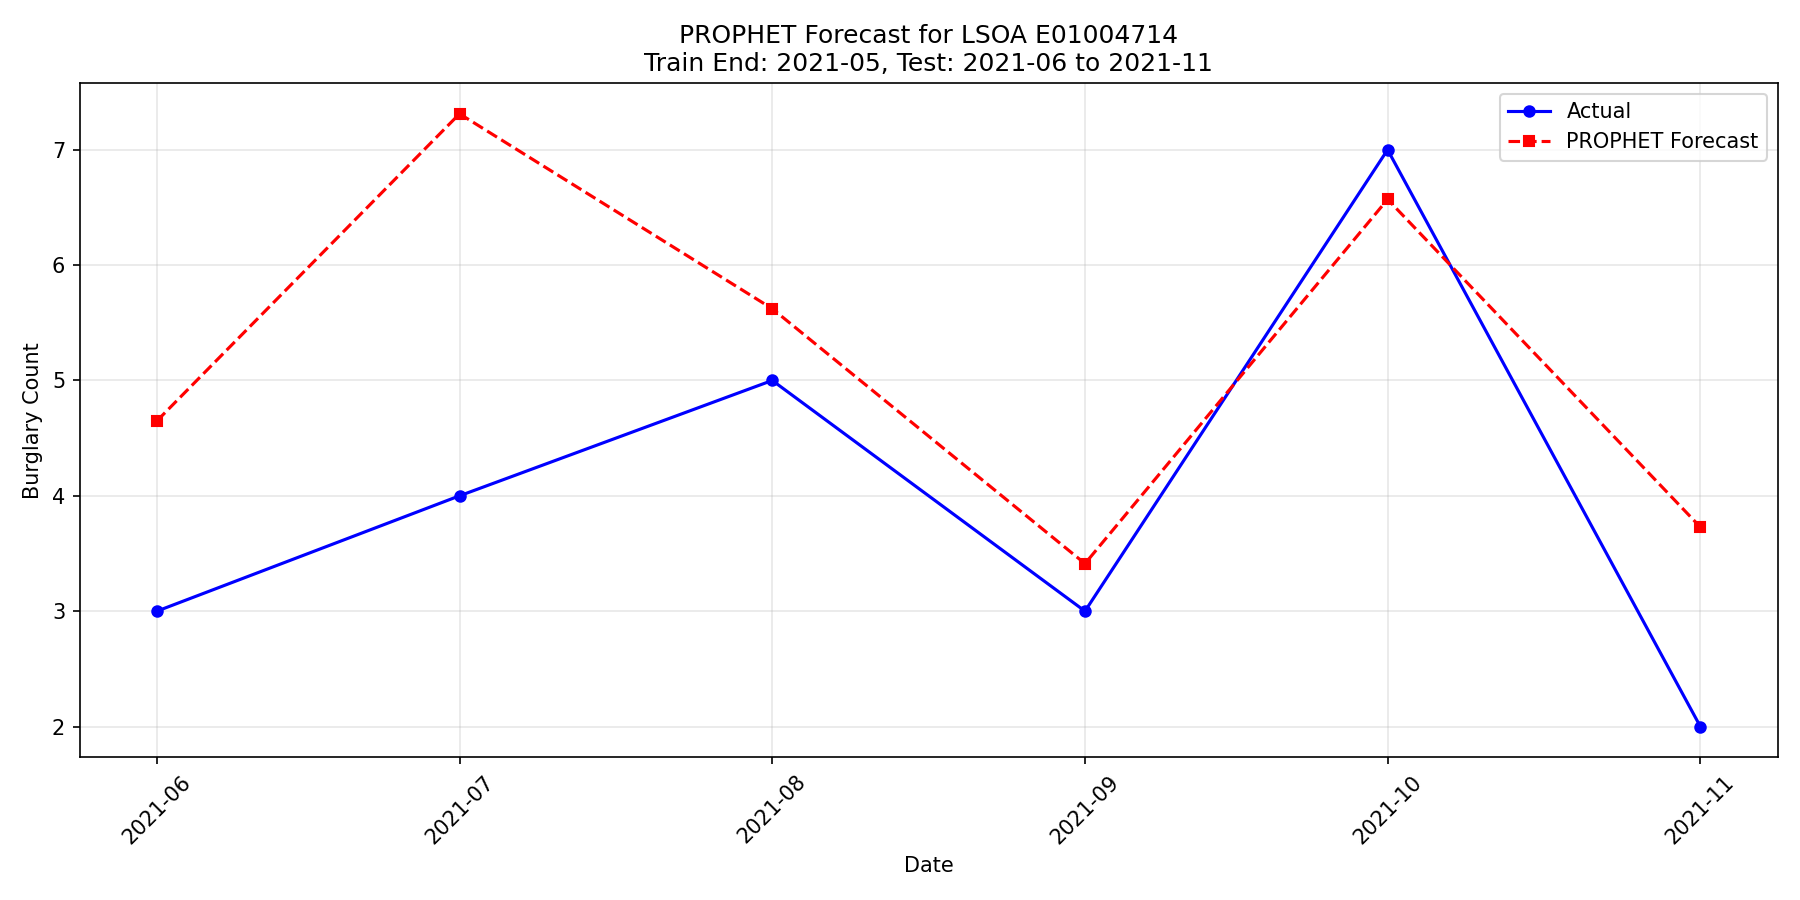 PROPHET Forecast for LSOA E01004714
Train End: 2021-05, Test: 2021-06 to 2021-11
Actual
PROPHET Forecast
Burglary Count
7
6
5
4
3
2
2021-06
2021-07
2021-08
2021-09
2021-10
2021-11
Date